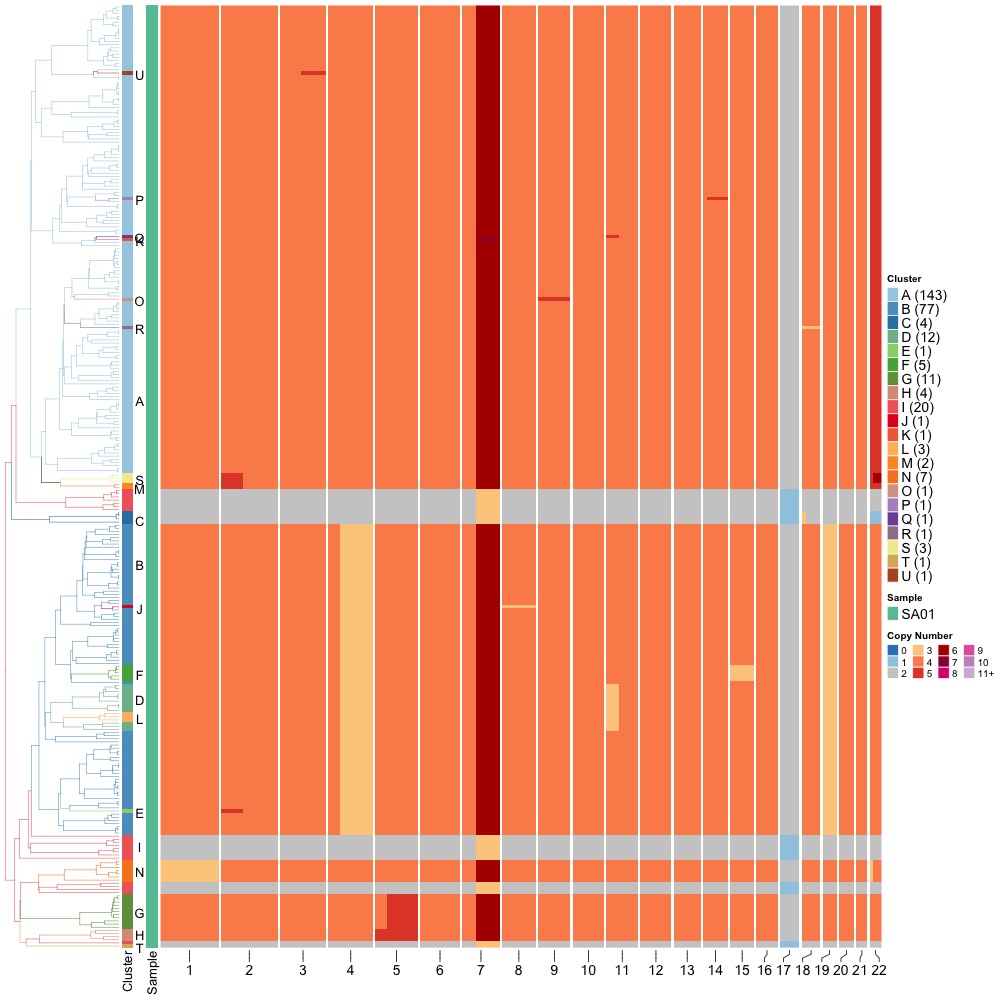 U
P
Q
K
O
R
A
S
M
C
B
J
F
D
L
E
I
N
G
H
T
Cluster
Sample
1 2 3 4 5 6 7 8 9 10 11 12 13 14 15 16 17 18 19 20 21 22
Cluster
A (143)
B (77)
C (4)
D (12)
E (1)
F (5)
G (11)
H (4)
I (20)
J (1)
K (1)
L (3)
M (2)
N (7)
O (1)
P (1)
Q (1)
R (1)
S (3)
T (1)
U (1)
Sample
SA01
Copy Number
0 3 6 9
1 4 7 10
2 5 8 11+